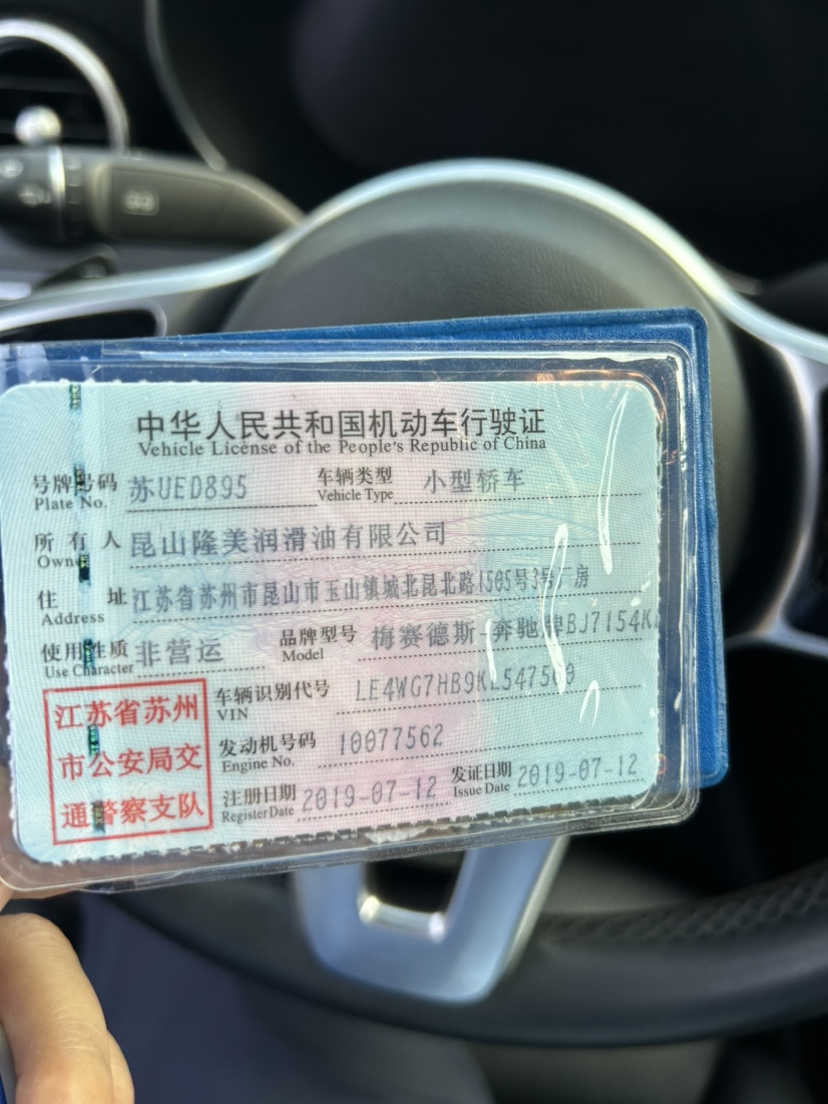 中华人民共和国机动车行驶证
Vehicle License of the People's Republic of China
号牌号码 苏UED895 车辆类型 小型轿车
Plate No. Vehicle Type
所有人 昆山隆美润滑油有限公司
Owner
住址 江苏省苏州市昆山市玉山镇城北昆北路1505号3号厂房
Address
使用性质 非营运 品牌型号 梅赛德斯-奔驰牌BJ7154K
Use Character Model
江苏省苏州
市公安局交
通警察支队
车辆识别代号 LE4WG7HB9KL547509
VIN
发动机号码 10077562
Engine No.
注册日期 2019-07-12 发证日期 2019-07-12
Register Date Issue Date